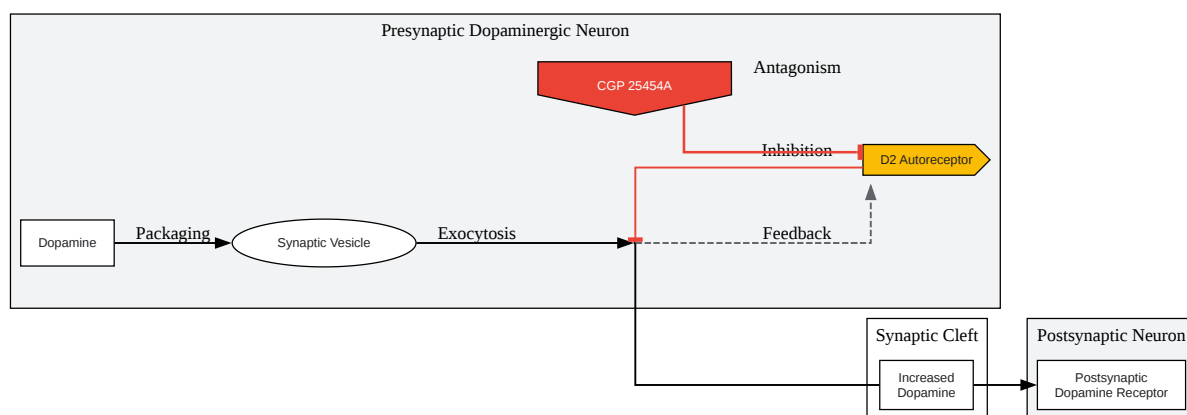 Presynaptic Dopaminergic Neuron
CGP 25454A
Antagonism
Inhibition
D2 Autoreceptor
Dopamine
Packaging
Synaptic Vesicle
Exocytosis
Feedback
Synaptic Cleft
Increased
Dopamine
Postsynaptic Neuron
Postsynaptic
Dopamine Receptor